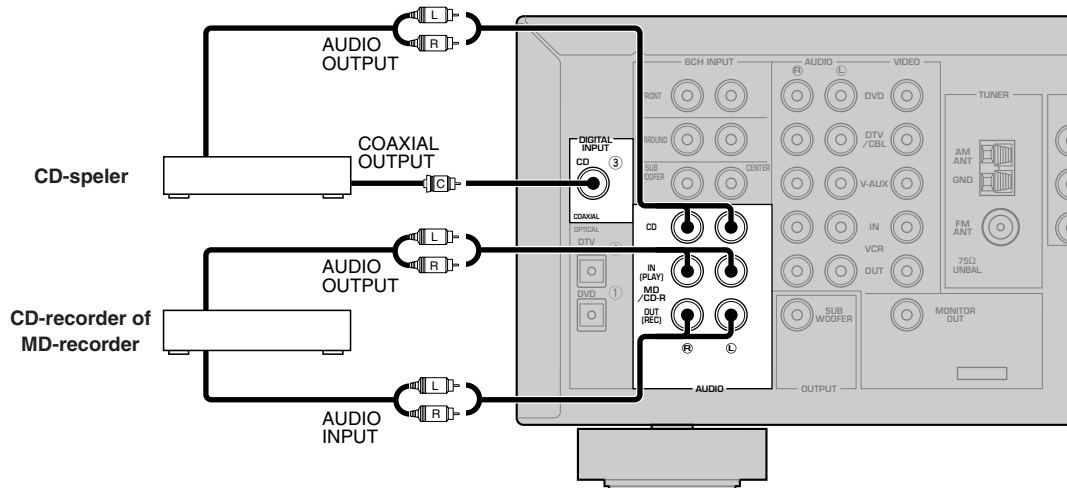 L
R
AUDIO
OUTPUT
COAXIAL
OUTPUT
C
CD-speler
L
R
AUDIO
OUTPUT
CD-recorder of
MD-recorder
L
R
AUDIO
INPUT
DIGITAL
INPUT
CD
③
COAXIAL
OPTICAL
DTV
DVD
①
6CH INPUT
FRONT
SURROUND
SUB
WOOFER
CENTER
CD
IN
(PLAY)
MD
/CD-R
OUT
(REC)
Ⓡ
Ⓛ
AUDIO
AUDIO
Ⓡ
Ⓛ
VIDEO
DVD
DTV
/CBL
V-AUX
IN
VCR
OUT
SUB
WOOFER
OUTPUT
MONITOR
OUT
TUNER
AM
ANT
GND
FM
ANT
75Ω
UNBAL.